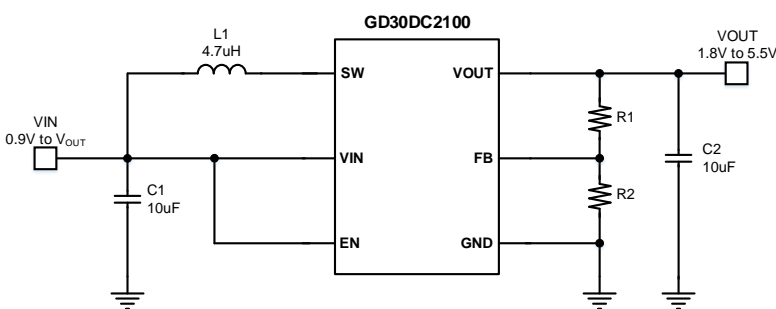 GD30DC2100
L1
4.7uH
VOUT
1.8V to 5.5V
SW
VOUT
VIN
0.9V to VOUT
R1
VIN
FB
C2
10uF
C1
10uF
R2
EN
GND